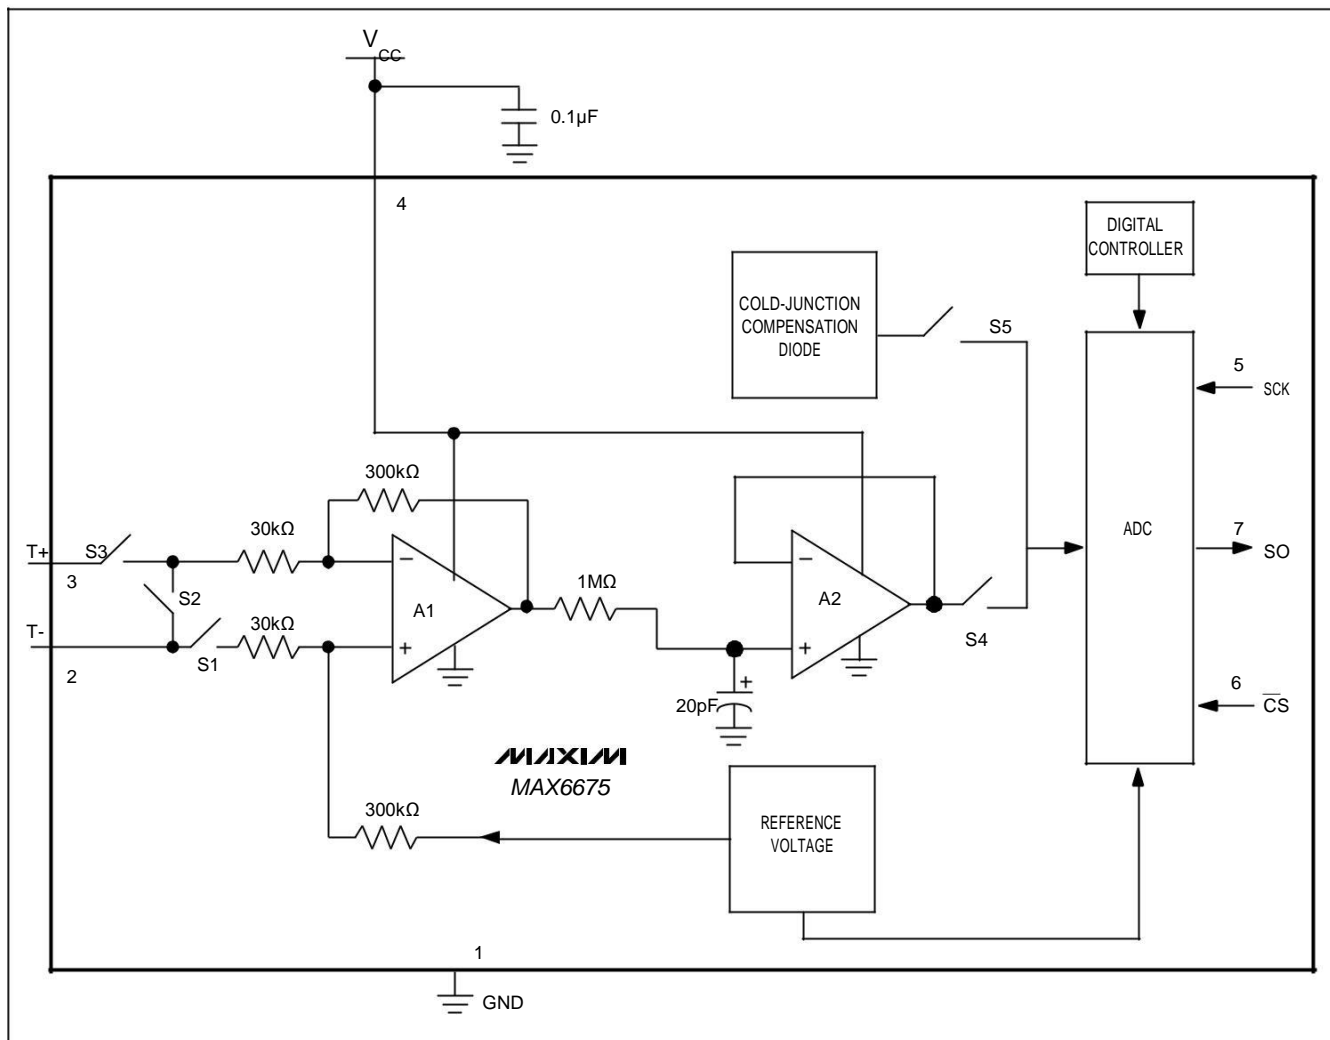 VCC
0.1µF
4
DIGITAL
CONTROLLER
COLD-JUNCTION
COMPENSATION
DIODE
S5
5
SCK
300kΩ
30kΩ
T+
S3
3
S2
A1
1MΩ
A2
ADC
7
SO
T-
S1
30kΩ
2
S4
20pF
+
6
CS
MAXIM
MAX6675
300kΩ
REFERENCE
VOLTAGE
1
GND